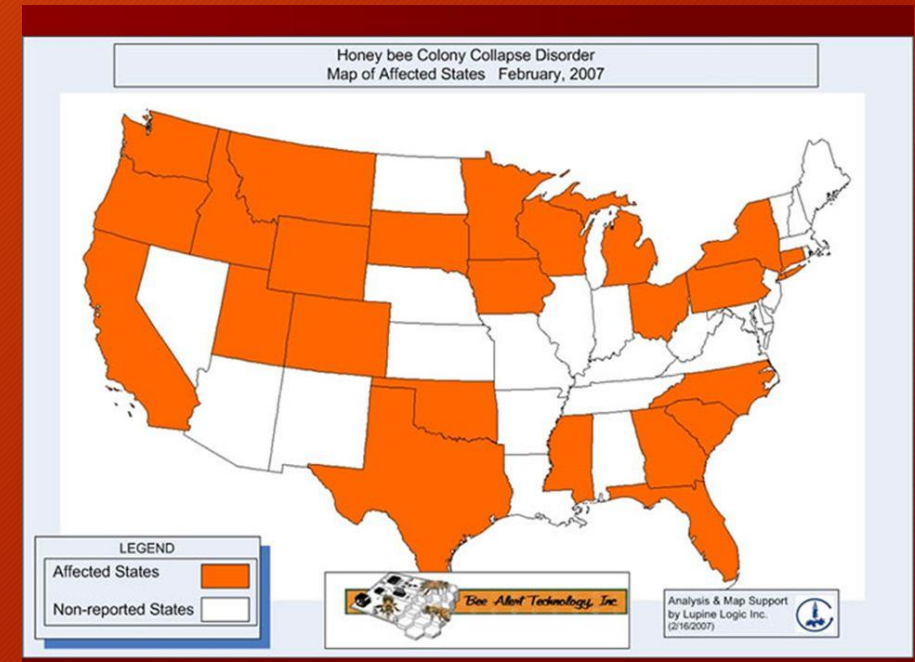 Honey bee Colony Collapse Disorder
Map of Affected States February, 2007
LEGEND
Affected States
Non-reported States
Bee Alert Technology, Inc.
Analysis & Map Support
by Lupine Logic Inc.
(2/16/2007)